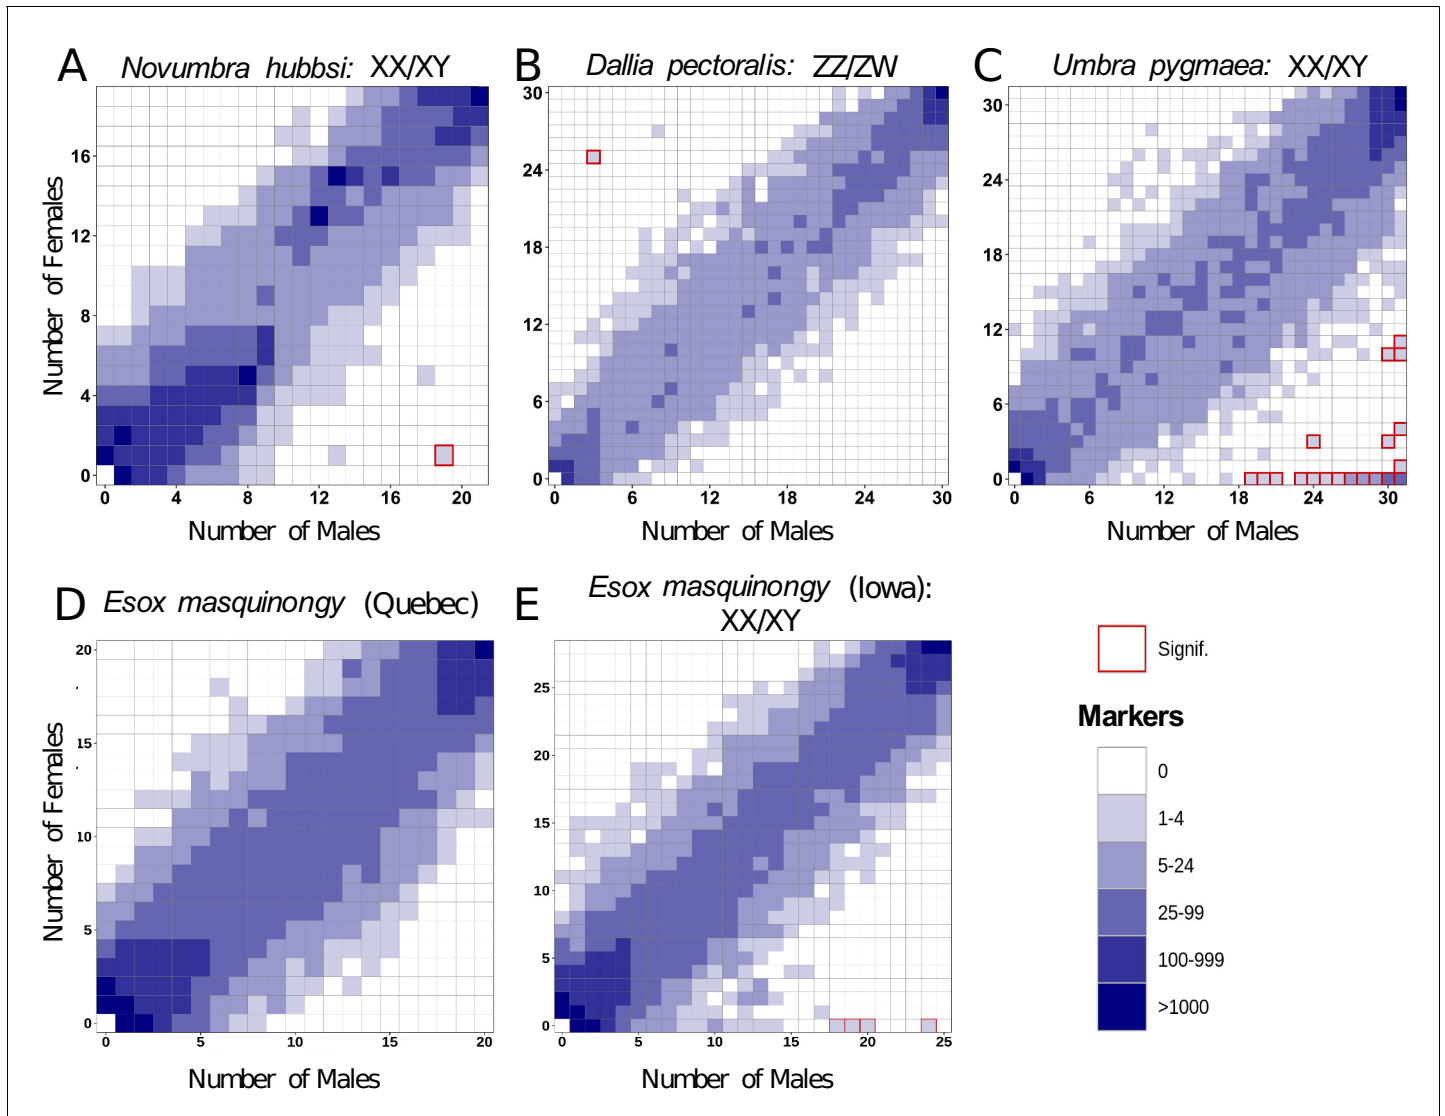 A Novumbra hubbsi: XX/XY
B Dallia pectoralis: ZZ/ZW
C Umbra pygmaea: XX/XY
Number of Females
16
12
8
4
0
0 4 8 12 16 20
Number of Males
30
24
18
12
6
0
0 6 12 18 24 30
Number of Males
30
24
18
12
6
0
0 6 12 18 24 30
Number of Males
D Esox masquinongy (Quebec)
E Esox masquinongy (Iowa):
XX/XY
Number of Females
20
15
10
5
0
0 5 10 15 20
Number of Males
25
20
15
10
5
0
0 5 10 15 20 25
Number of Males
Signif.
Markers
0
1-4
5-24
25-99
100-999
>1000